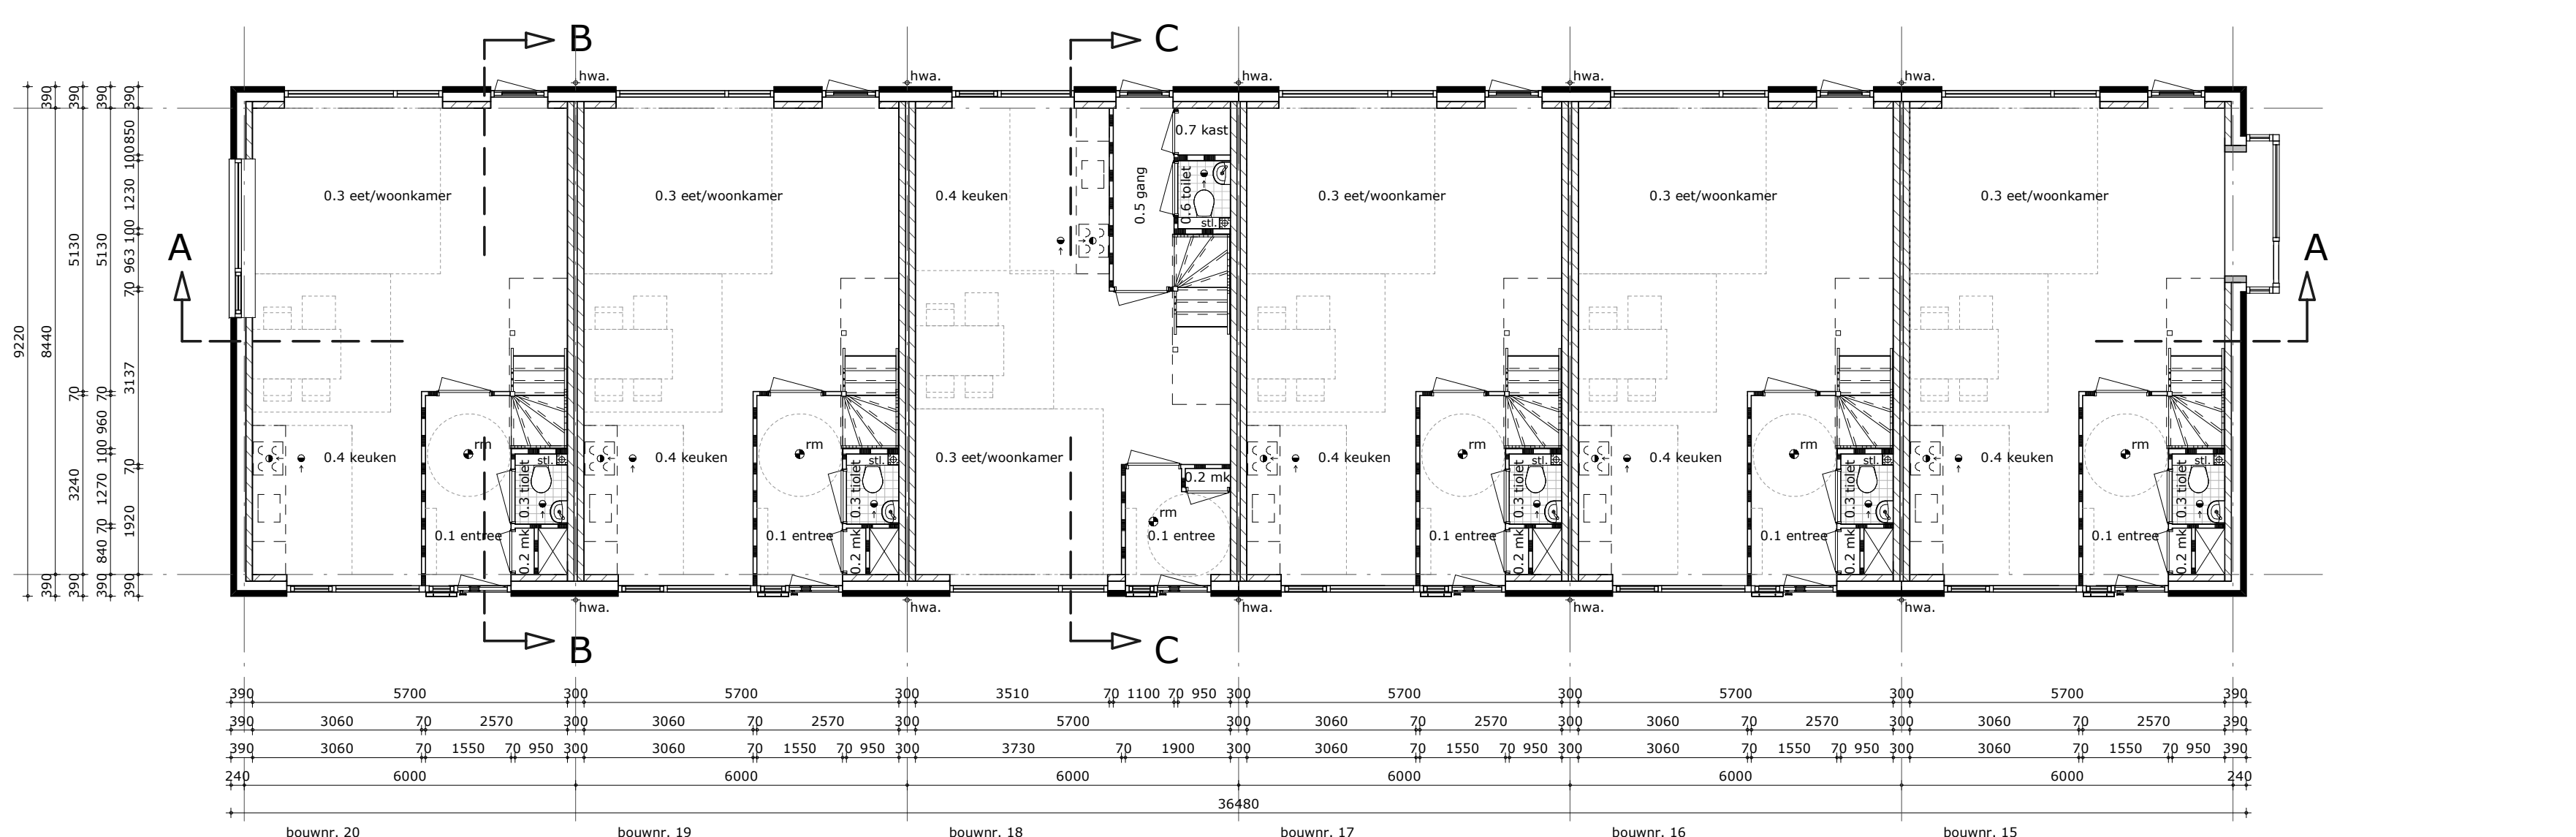 B
C
hwa. hwa. hwa. hwa. hwa.
390 390 390 390 390
850
100
1230
100
963
70
5130 5130
3137
70 70
960
100
70
1270
3240
1920
70
840
390 390 390 390 390
9220 8440
0.7 kast
0.3 eet/woonkamer 0.3 eet/woonkamer 0.4 keuken 0.5 gang 0.6 toilet 0.3 eet/woonkamer 0.3 eet/woonkamer 0.3 eet/woonkamer
stl.
A A
rm rm rm rm rm
0.4 keuken stl. 0.4 keuken stl. 0.3 eet/woonkamer 0.4 keuken stl. 0.4 keuken stl. 0.4 keuken stl.
0.3 tiolet 0.3 tiolet 0.2 mk 0.3 tiolet 0.3 tiolet 0.3 tiolet
rm
0.1 entree 0.2 mk 0.1 entree 0.2 mk 0.1 entree 0.1 entree 0.2 mk 0.1 entree 0.2 mk 0.1 entree 0.2 mk
hwa. hwa. hwa. hwa. hwa.
B
C
390 5700 300 5700 300 3510 70 1100 70 950 300 5700 300 5700 300 5700 390
390 3060 70 2570 300 3060 70 2570 300 5700 300 3060 70 2570 300 3060 70 2570 300 3060 70 2570 390
390 3060 70 1550 70 950 300 3060 70 1550 70 950 300 3730 70 1900 300 3060 70 1550 70 950 300 3060 70 1550 70 950 300 3060 70 1550 70 950 390
240 6000 6000 6000 6000 6000 6000 240
36480
bouwnr. 20 bouwnr. 19 bouwnr. 18 bouwnr. 17 bouwnr. 16 bouwnr. 15